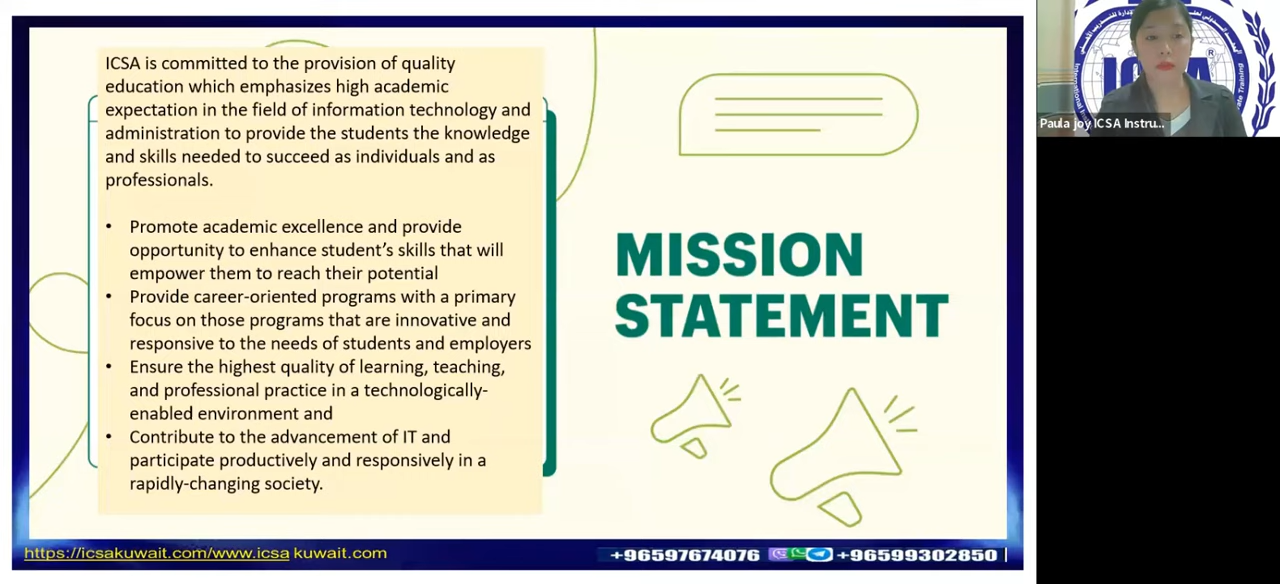 ICSA is committed to the provision of quality
education which emphasizes high academic
expectation in the field of information technology and
administration to provide the students the knowledge
and skills needed to succeed as individuals and as
professionals.
• Promote academic excellence and provide
opportunity to enhance student’s skills that will
empower them to reach their potential
• Provide career-oriented programs with a primary
focus on those programs that are innovative and
responsive to the needs of students and employers
• Ensure the highest quality of learning, teaching,
and professional practice in a technologically-
enabled environment and
• Contribute to the advancement of IT and
participate productively and responsively in a
rapidly-changing society.
MISSION
STATEMENT
https://icsakuwait.com/www.icsa kuwait.com
+96597674076 +96599302850
Paula joy ICSA Instru...